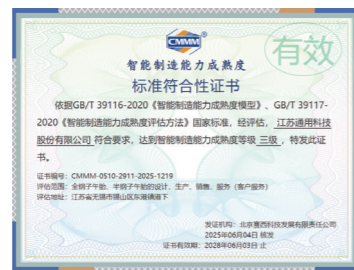 CMMM®
有效
智能制造能力成熟度
标准符合性证书
依据GB/T 39116-2020《智能制造能力成熟度模型》、GB/T 39117-
2020《智能制造能力成熟度评估方法》国家标准，经评估，江苏通用科技
股份有限公司 符合要求，达到智能制造能力成熟度等级 三级 ，特发此证
书。
证书编号：CMMM-0510-2911-2025-1219
评估范围：全钢子午胎、半钢子午胎的设计、生产、销售、服务（客户服务）
评估地址：江苏省无锡市锡山区东港镇港下
发证机构：北京赛西科技发展有限责任公司
2025年06月04日 颁发
证书有效期：2028年06月03日 止